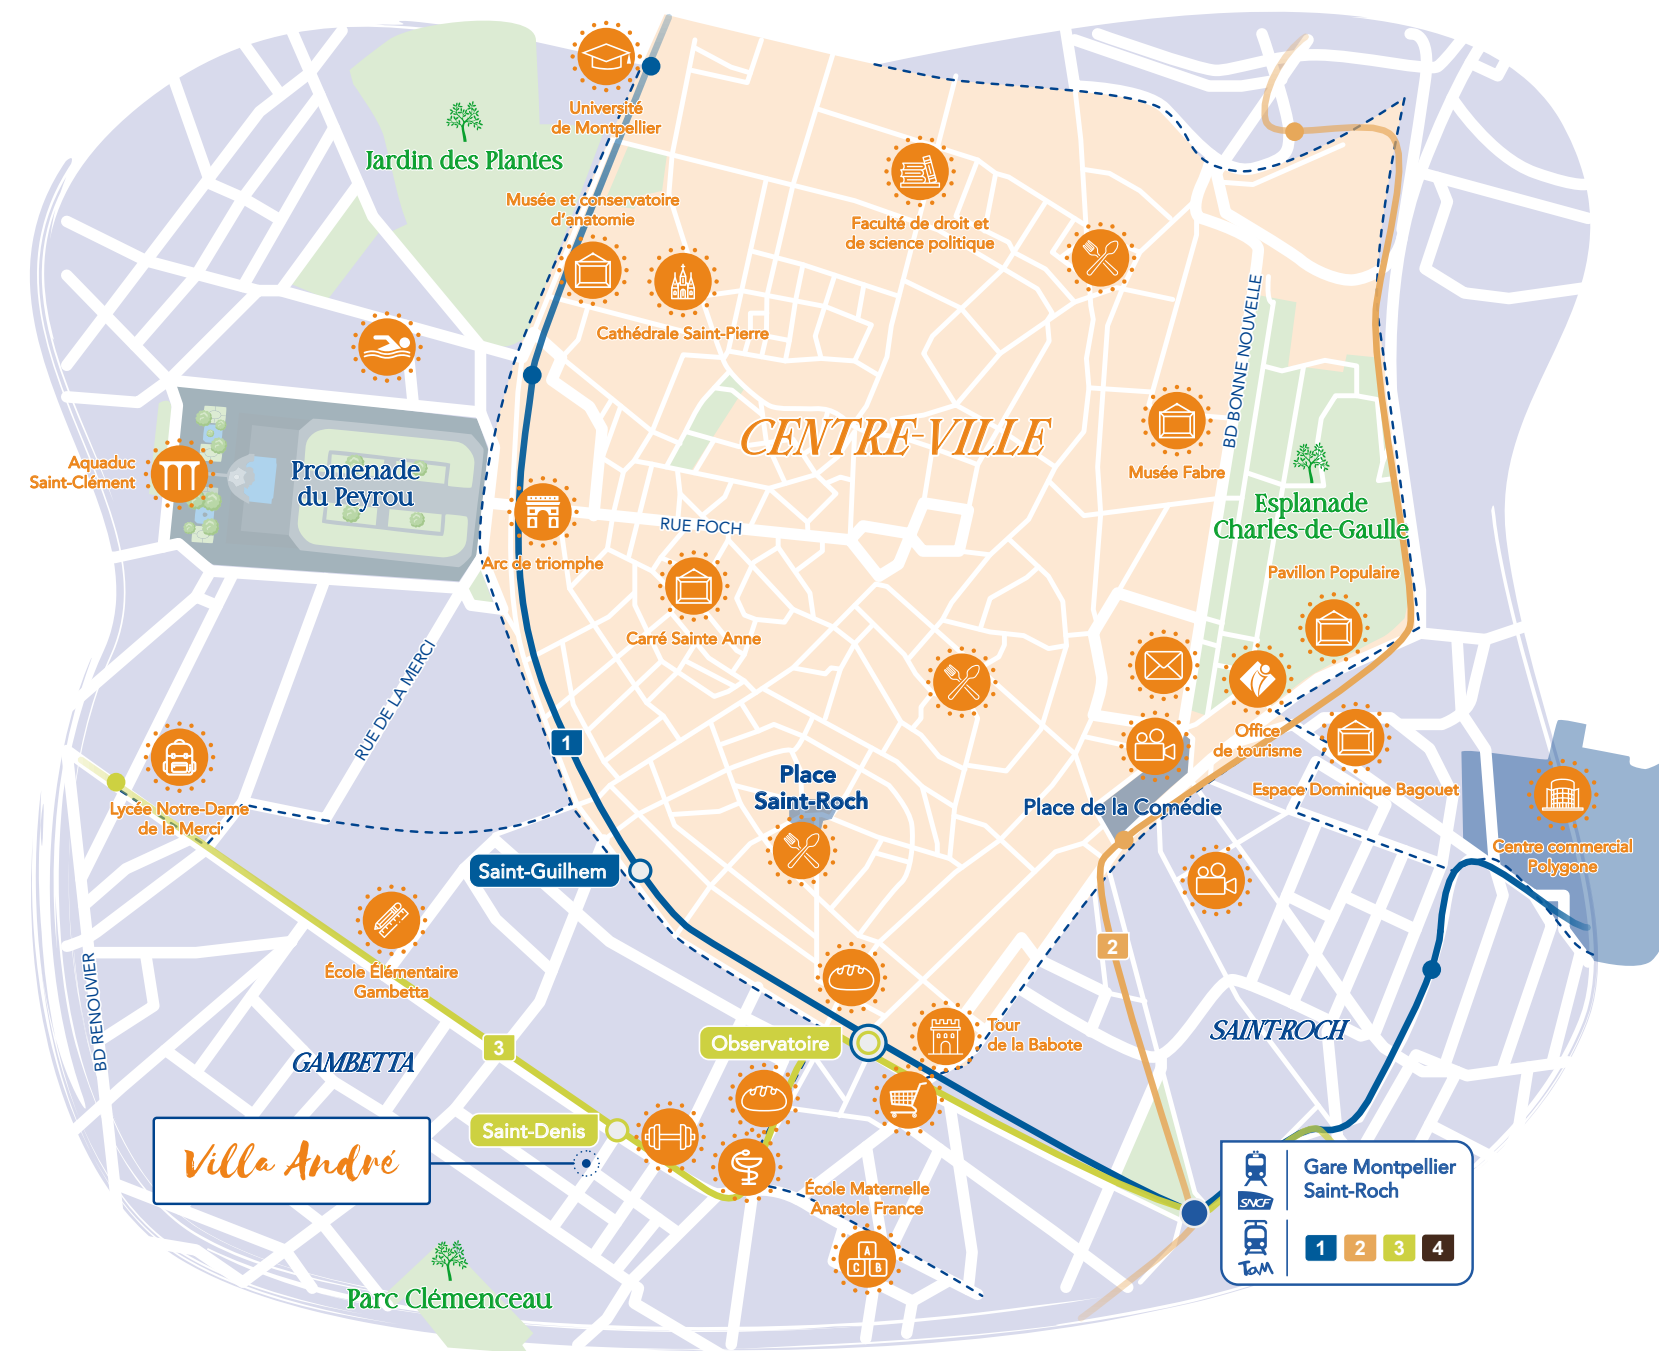 Université
de Montpellier
Jardin des Plantes
Musée et conservatoire
d'anatomie
Faculté de droit et
de science politique
Cathédrale Saint-Pierre
BD BONNE NOUVELLE
CENTRE-VILLE
Musée Fabre
Aquaduc
Saint-Clément
Promenade
du Peyrou
Esplanade
Charles-de-Gaulle
RUE FOCH
Arc de triomphe
Pavillon Populaire
Carré Sainte Anne
RUE DE LA MERCI
1
Office
de tourisme
Place
Saint-Roch
Place de la Comédie
Espace Dominique Bagouet
Lycée Notre-Dame
de la Merci
Centre commercial
Polygone
Saint-Guilhem
2
École Élémentaire
Gambetta
BD RENOUVIER
Tour
de la Babote
SAINT-ROCH
Observatoire
3
GAMBETTA
Saint-Denis
Villa André
Gare Montpellier
Saint-Roch
SNCF
École Maternelle
Anatole France
TaM
1 2 3 4
A
C B
Parc Clémenceau